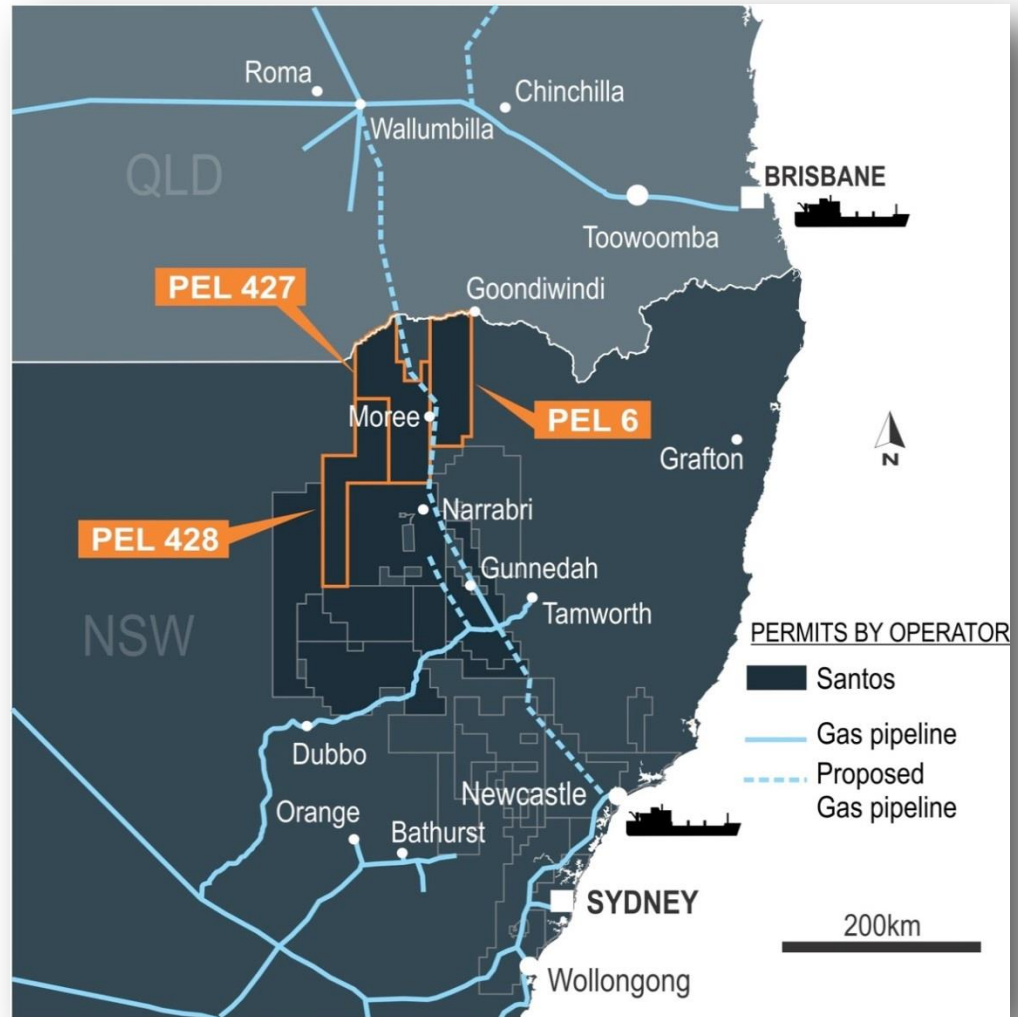 Roma
Chinchilla
Wallumbilla
QLD
BRISBANE
Toowoomba
PEL 427
Goondiwindi
Moree
PEL 6
Grafton
N
Narrabri
PEL 428
Gunnedah
Tamworth
NSW
PERMITS BY OPERATOR
Santos
Gas pipeline
Proposed
Gas pipeline
Dubbo
Newcastle
Orange
Bathurst
SYDNEY
200km
Wollongong